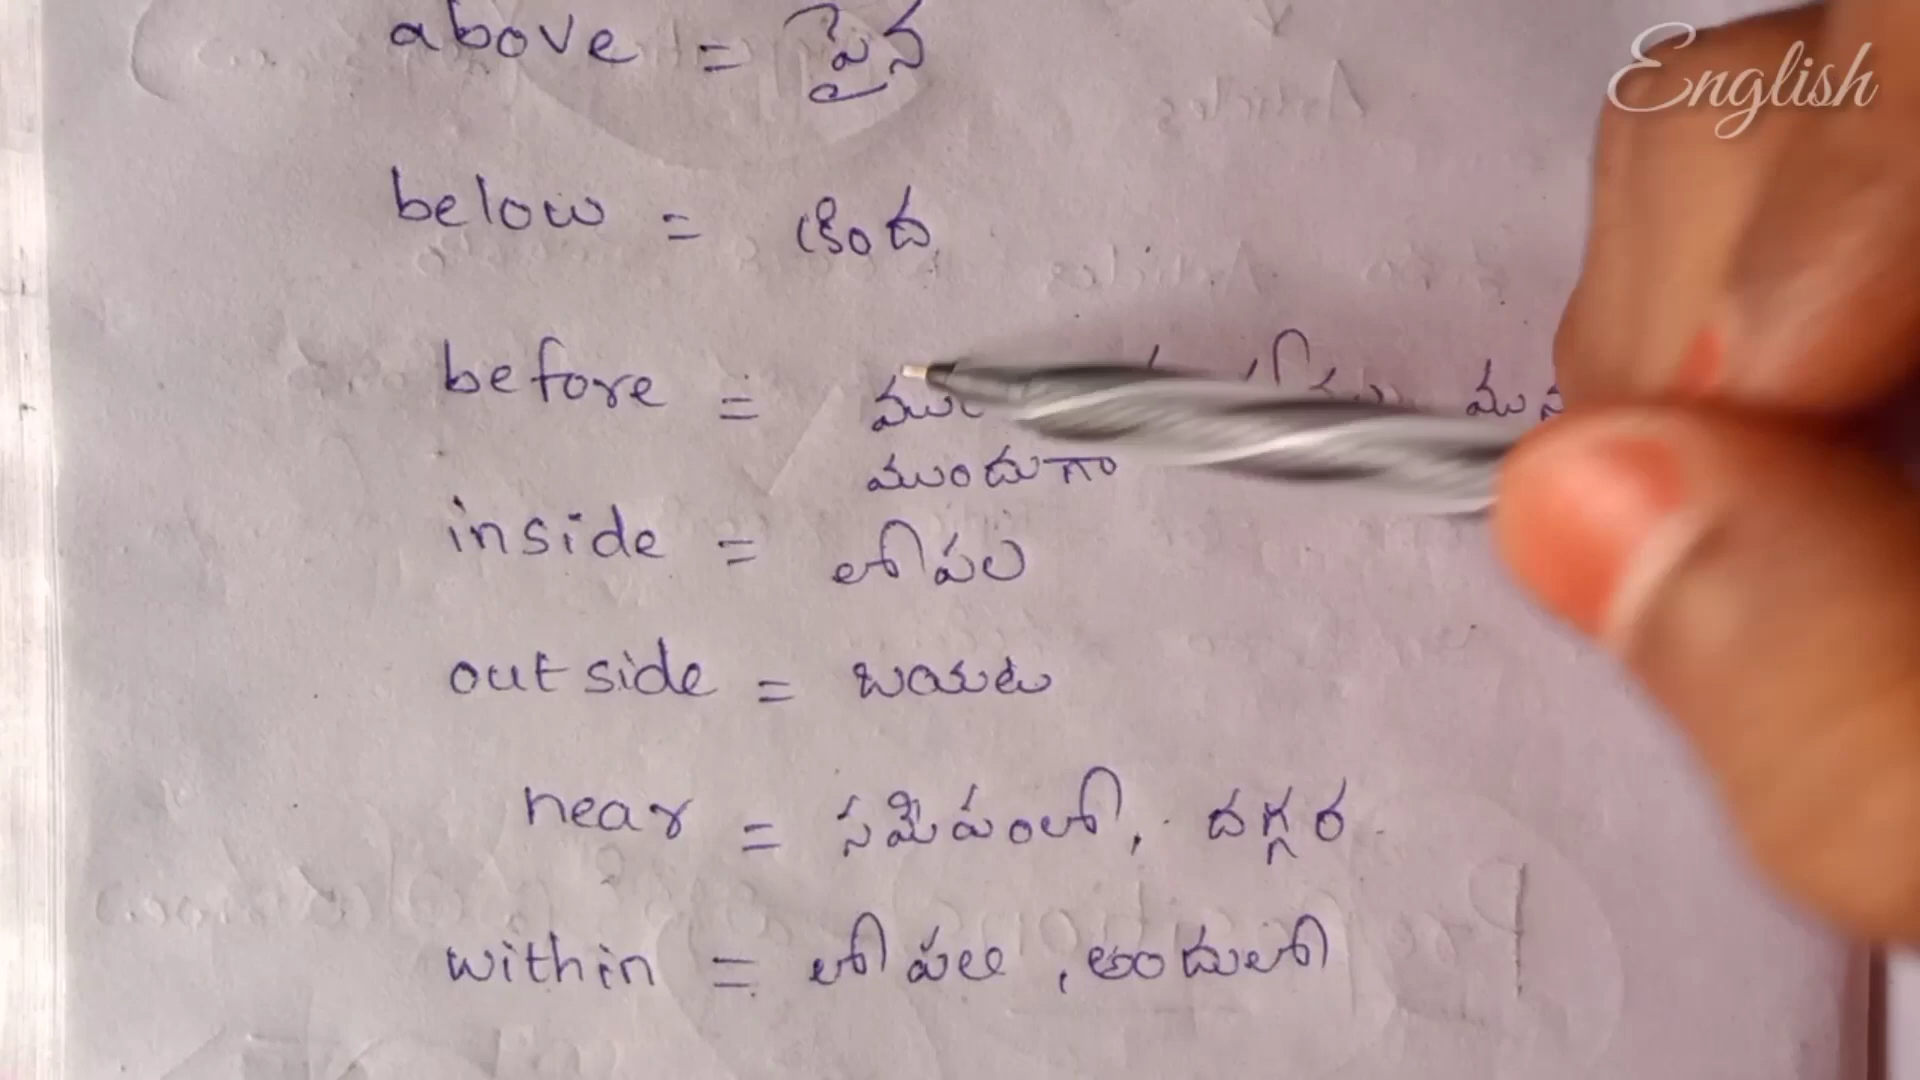 English
above = పైన
below = క్రింద
before =
ముందుగా
inside = లోపల
outside = బయట
near = సమీపంలో, దగ్గర
within = లోపల, అందులో